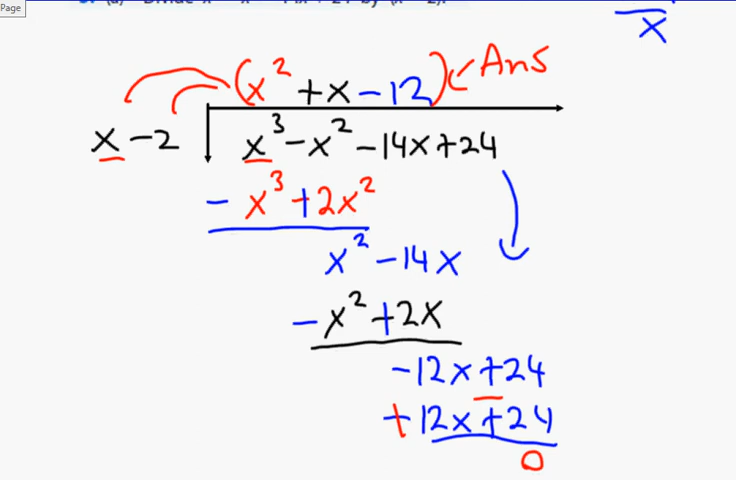 Page
x
(x² + x - 12) Ans
x - 2 x³ - x² - 14x + 24
- x³ + 2x²
x² - 14x
- x² + 2x
-12x + 24
+ 12x + 24
0